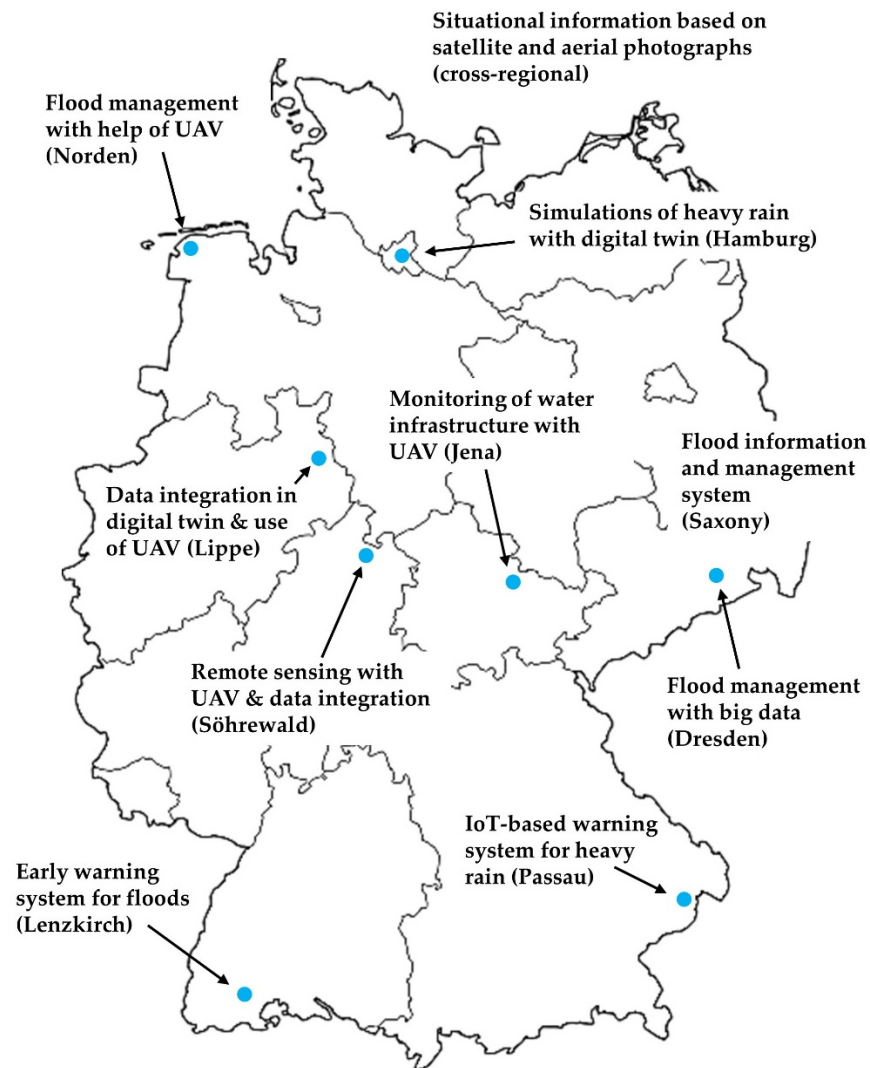 Situational information based on
satellite and aerial photographs
(cross-regional)
Flood management
with help of UAV
(Norden)
Simulations of heavy rain
with digital twin (Hamburg)
Monitoring of water
infrastructure with
UAV (Jena)
Flood information
and management
system
(Saxony)
Data integration in
digital twin & use
of UAV (Lippe)
Remote sensing with
UAV & data integration
(Söhrewald)
Flood management
with big data
(Dresden)
IoT-based warning
system for heavy
rain (Passau)
Early warning
system for floods
(Lenzkirch)